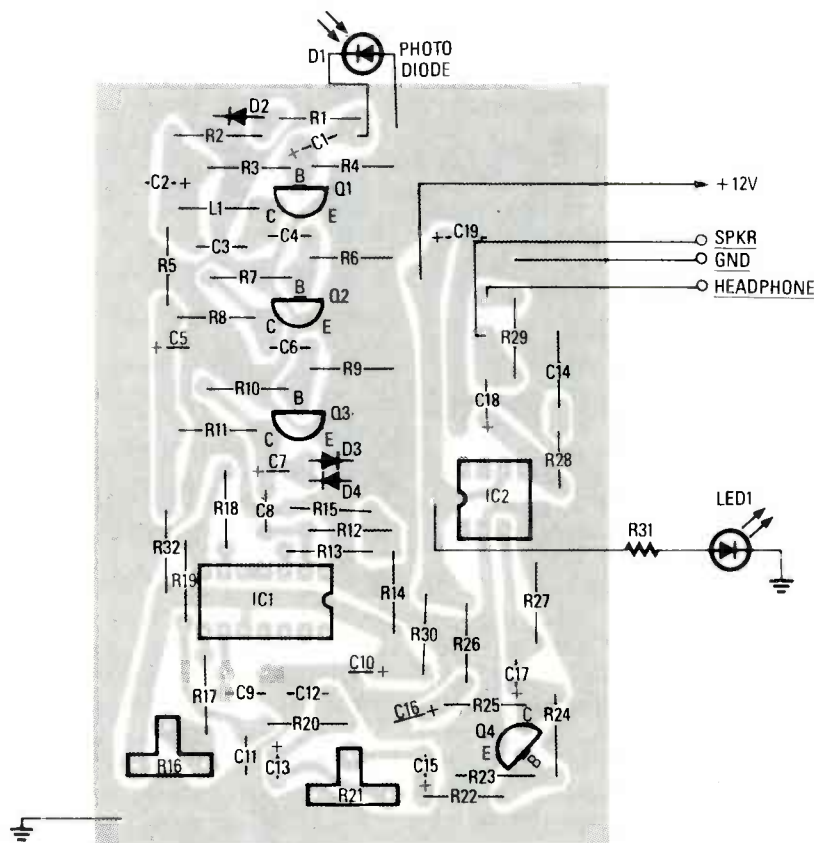 D1
PHOTO
DIODE
D2
R1
R2
C1
+
R3
R4
B
C2 +
Q1
+12V
L1
C
E
C4
C19
+
SPKR
C3
R5
R6
GND
R7
HEADPHONE
B
Q2
R8
C
E
R29
C5
+
C6
C14
R9
R10
C18
B
+
Q3
R11
C
E
C7
+
D3
R28
D4
IC2
LED1
R18
C8
+
R15
R12
R31
R32
R13
R19
R14
IC1
R27
R30
R26
C10
+
C17
+
R17
C9
C12
R25
C
R24
C16
+
R20
Q4
E
B
R16
C11
+
C13
R21
C15
+
R23
R22